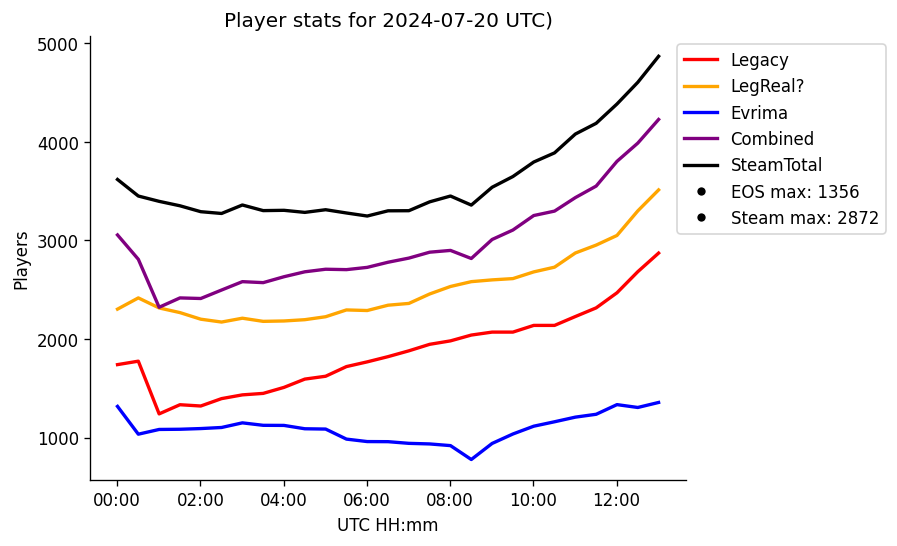 Player stats for 2024-07-20 UTC)
5000
4000
3000
2000
1000
Players
00:00 02:00 04:00 06:00 08:00 10:00 12:00
UTC HH:mm
Legacy
LegReal?
Evrima
Combined
SteamTotal
EOS max: 1356
Steam max: 2872